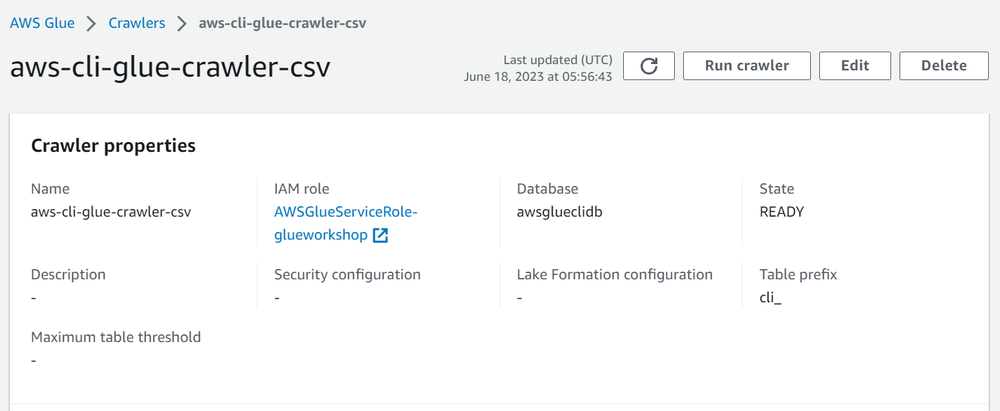 AWS Glue > Crawlers > aws-cli-glue-crawler-csv
aws-cli-glue-crawler-csv
Last updated (UTC)
June 18, 2023 at 05:56:43
Run crawler
Edit
Delete
Crawler properties
Name
aws-cli-glue-crawler-csv
IAM role
AWSGlueServiceRole-
glueworkshop
Database
awsglueclidb
State
READY
Description
-
Security configuration
-
Lake Formation configuration
-
Table prefix
cli_
Maximum table threshold
-